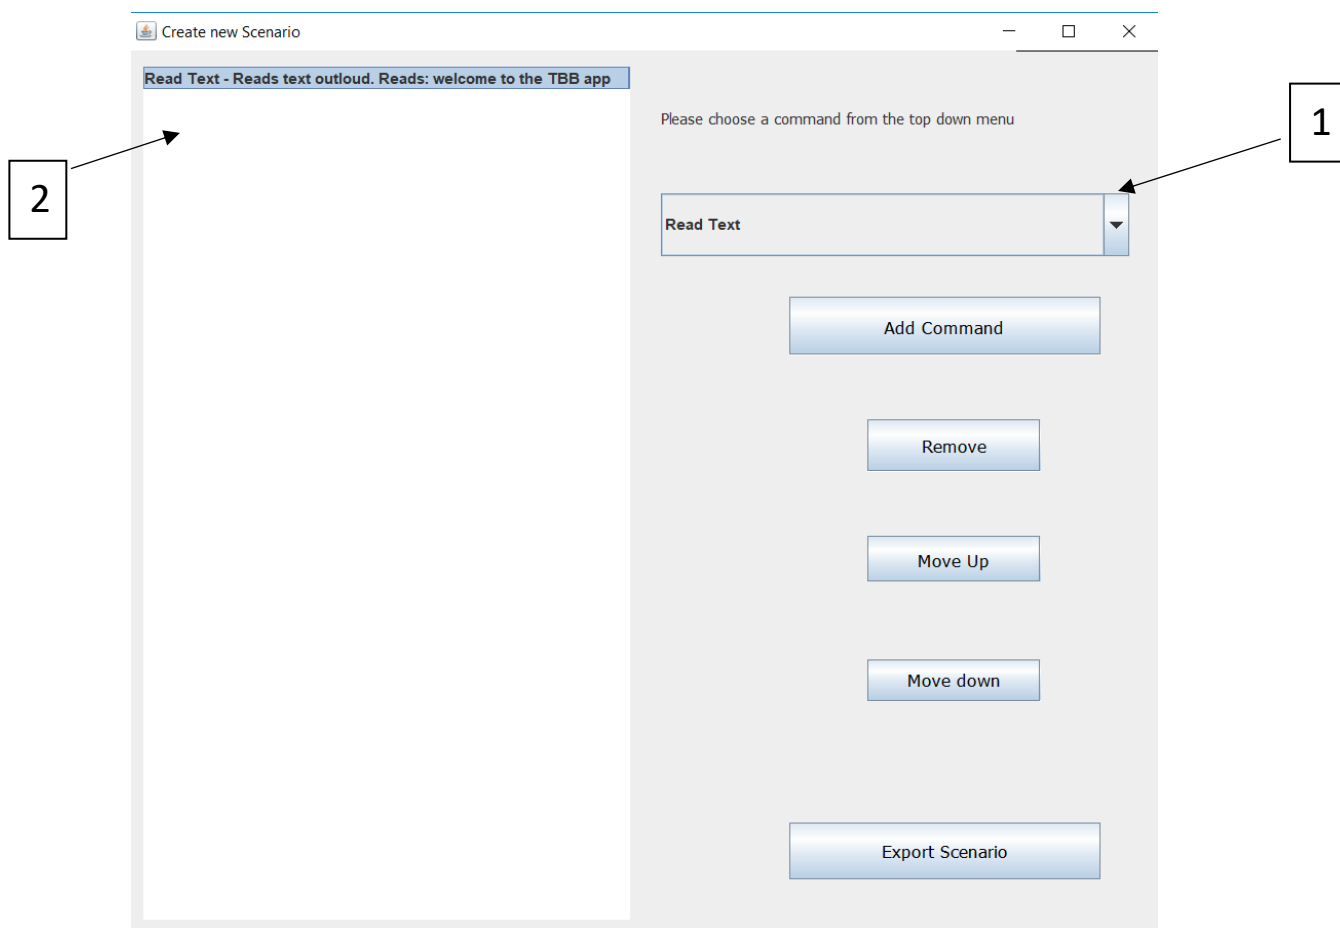 Create new Scenario
Read Text - Reads text outloud. Reads: welcome to the TBB app
Please choose a command from the top down menu
1
2
Read Text
Add Command
Remove
Move Up
Move down
Export Scenario